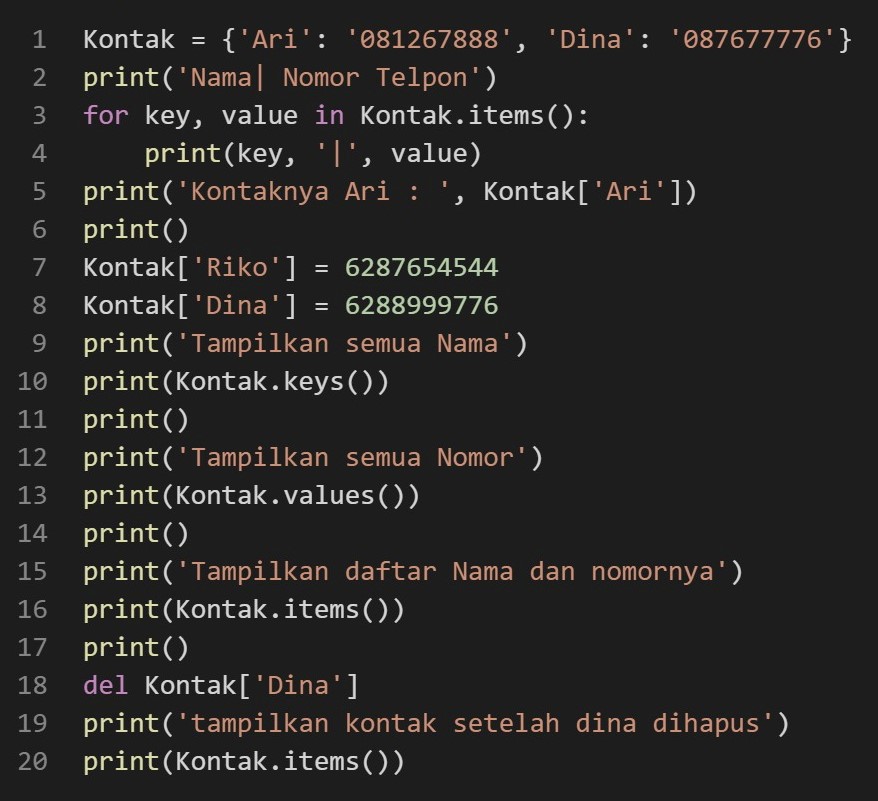 1 Kontak = {'Ari': '081267888', 'Dina': '087677776'}
2 print('Nama| Nomor Telpon')
3 for key, value in Kontak.items():
4     print(key, '|', value)
5 print('Kontaknya Ari : ', Kontak['Ari'])
6 print()
7 Kontak['Riko'] = 6287654544
8 Kontak['Dina'] = 6288999776
9 print('Tampilkan semua Nama')
10 print(Kontak.keys())
11 print()
12 print('Tampilkan semua Nomor')
13 print(Kontak.values())
14 print()
15 print('Tampilkan daftar Nama dan nomornya')
16 print(Kontak.items())
17 print()
18 del Kontak['Dina']
19 print('tampilkan kontak setelah dina dihapus')
20 print(Kontak.items())